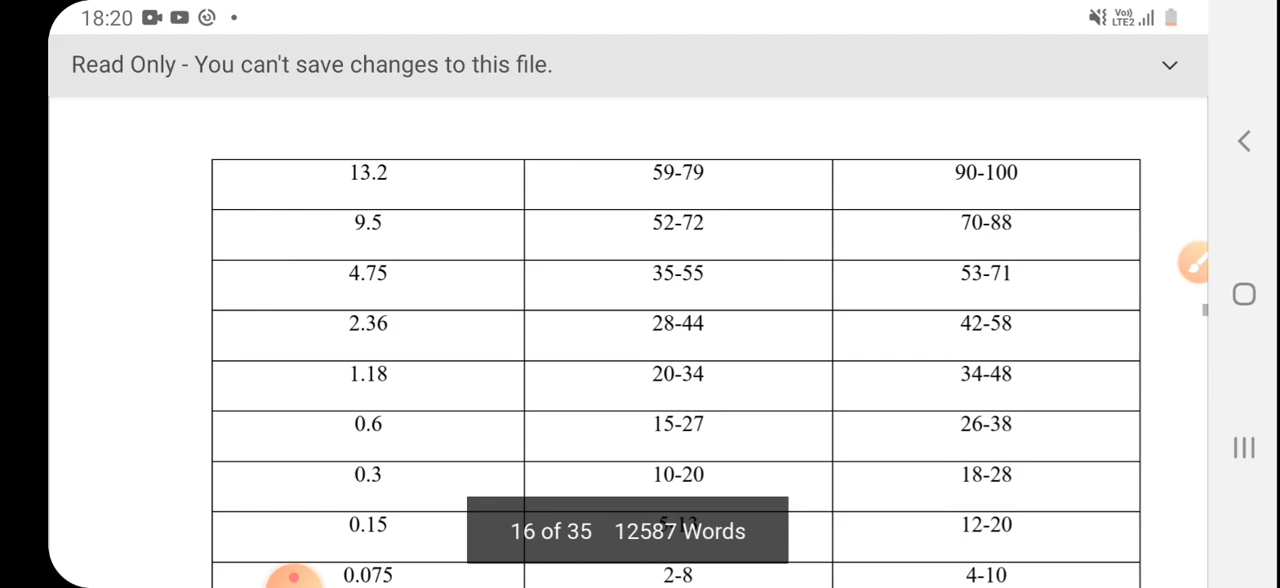 18:20
Vo)) LTE2
Read Only - You can't save changes to this file.
13.2 59-79 90-100
9.5 52-72 70-88
4.75 35-55 53-71
2.36 28-44 42-58
1.18 20-34 34-48
0.6 15-27 26-38
0.3 10-20 18-28
0.15 12-20
16 of 35 12587 Words
0.075 2-8 4-10